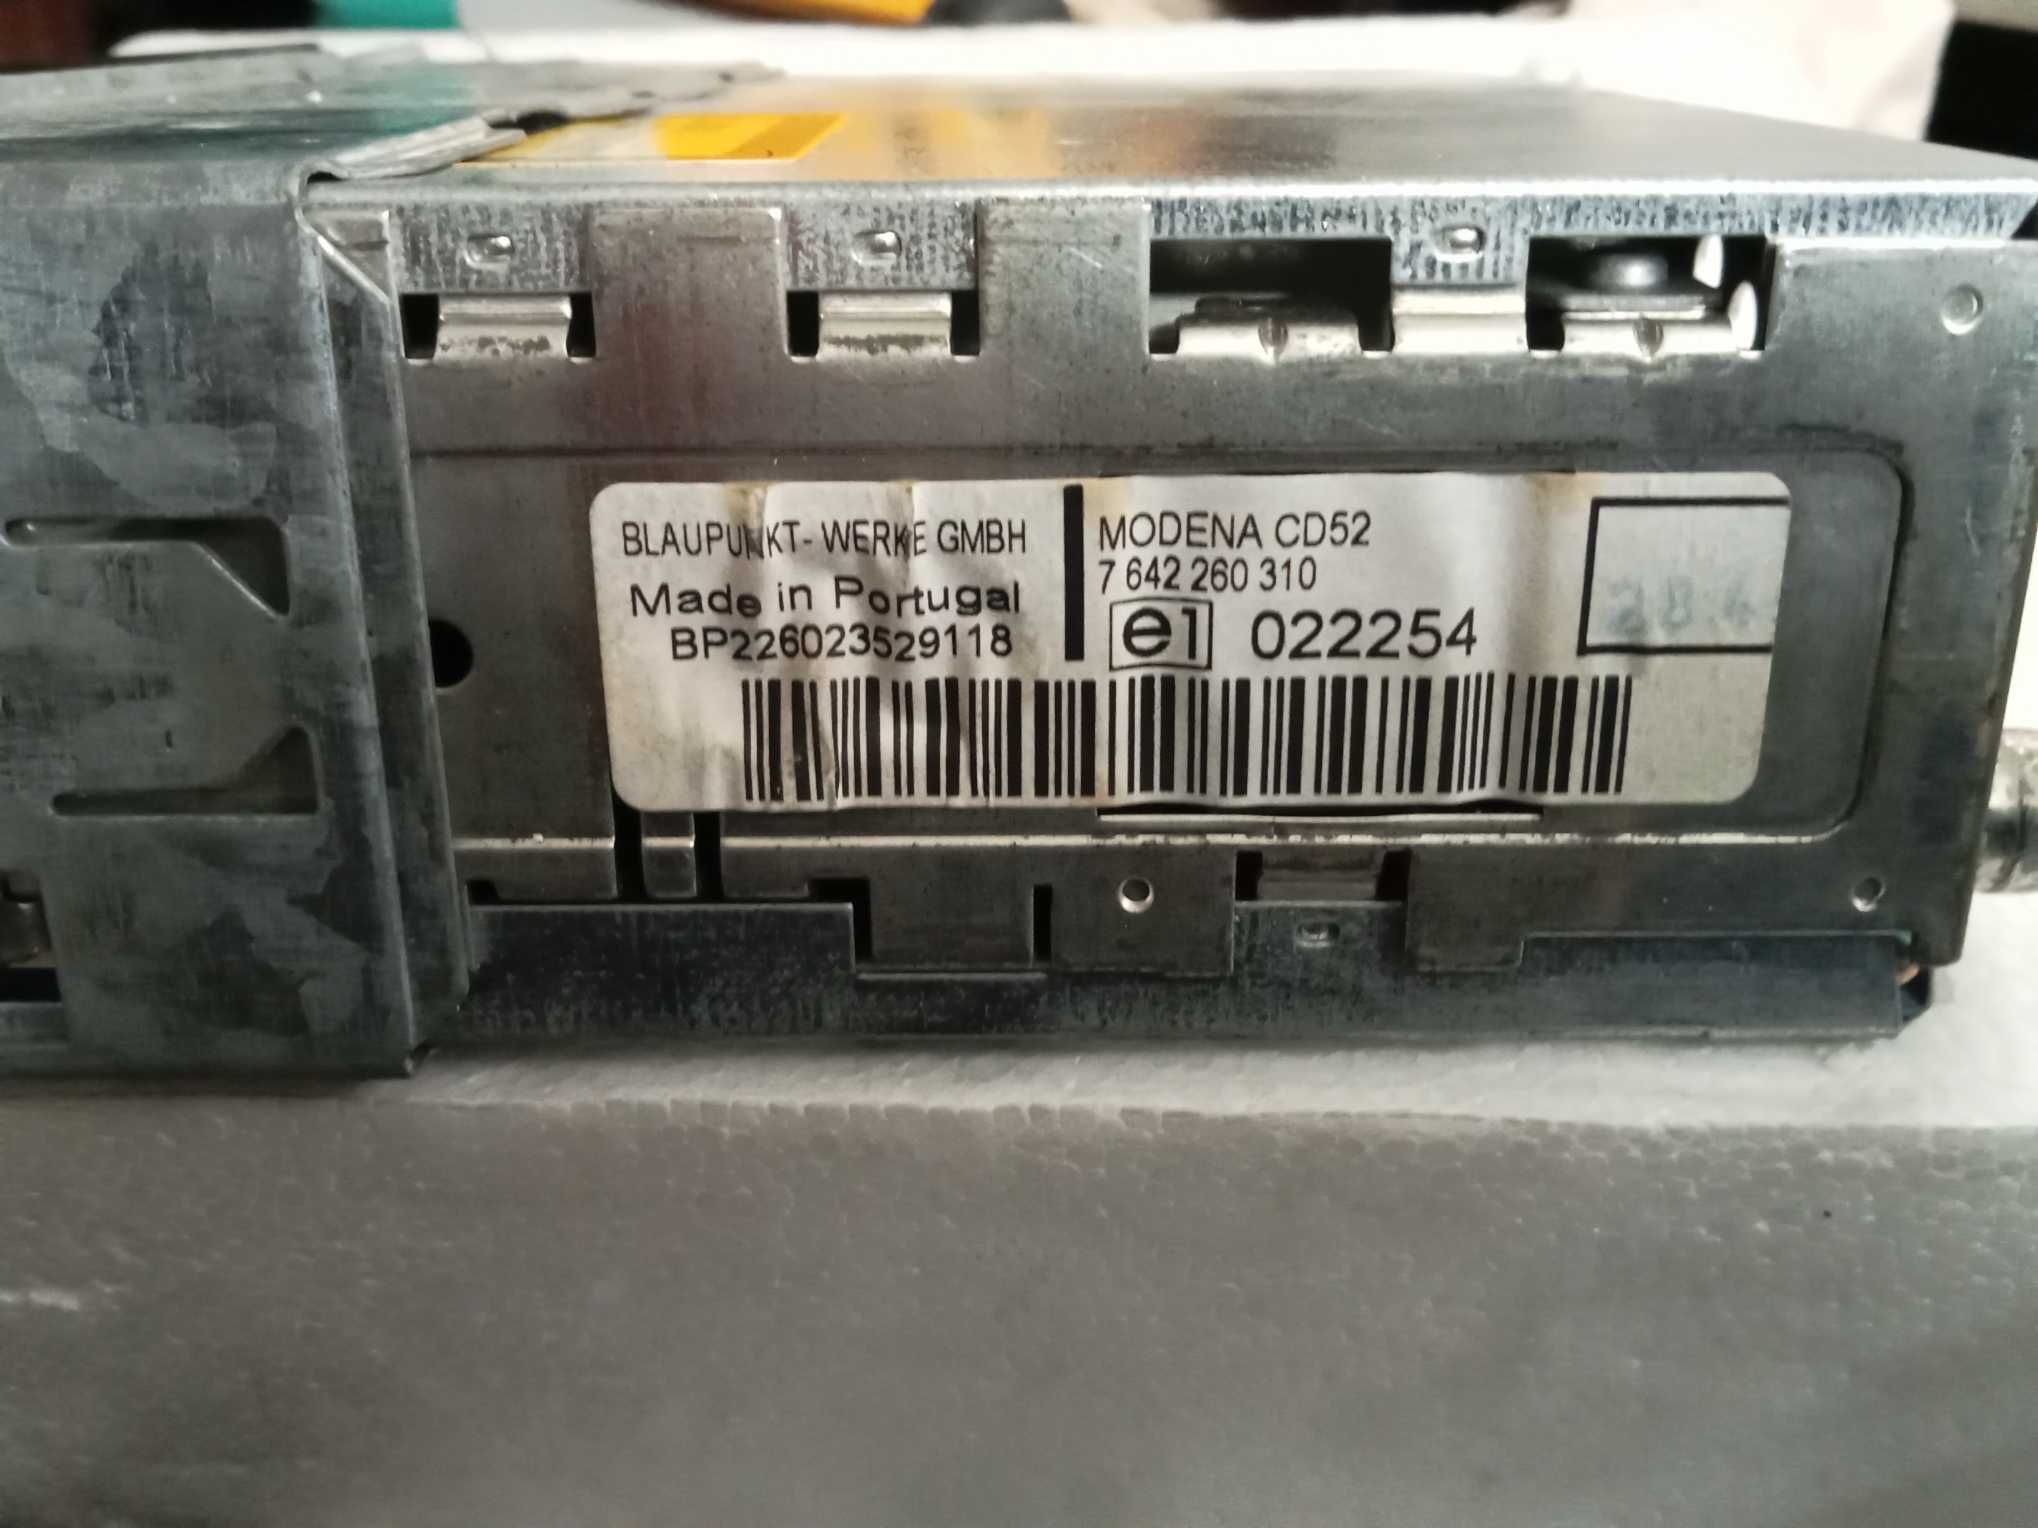 BLAUPUNKT-WERKE GMBH
Made in Portugal
BP226023529118
MODENA CD52
7 642 260 310
e1 022254